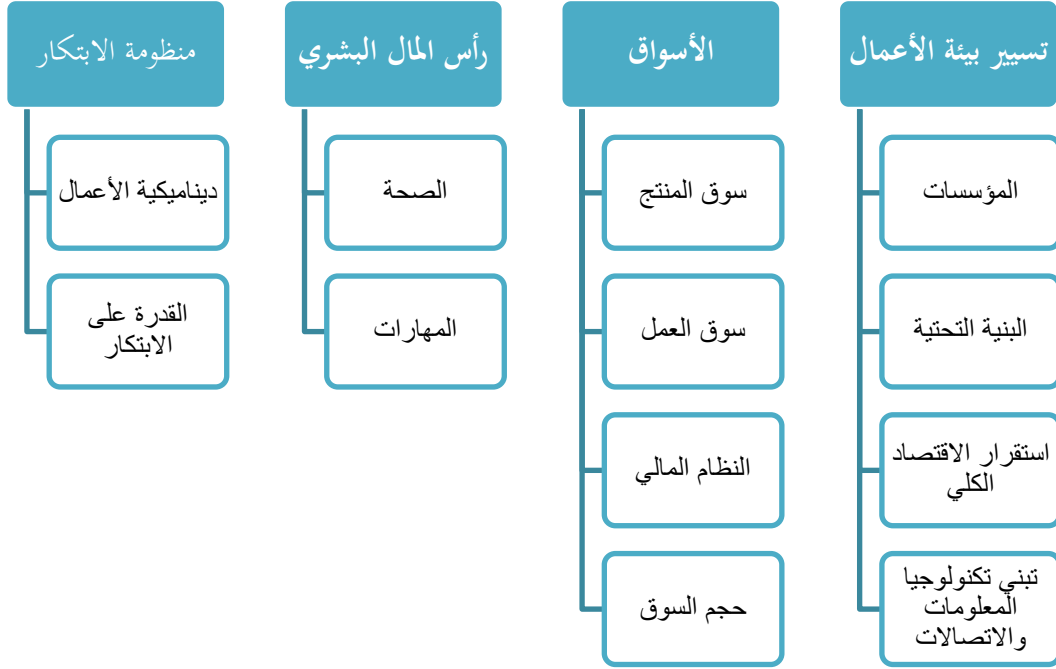 تسيير بيئة الأعمال
المؤسسات
البنية التحتية
استقرار الاقتصاد
الكلي
تبني تكنولوجيا
المعلومات
والاتصالات
الأسواق
سوق المنتج
سوق العمل
النظام المالي
حجم السوق
رأس المال البشري
الصحة
المهارات
منظومة الابتكار
ديناميكية الأعمال
القدرة على
الابتكار